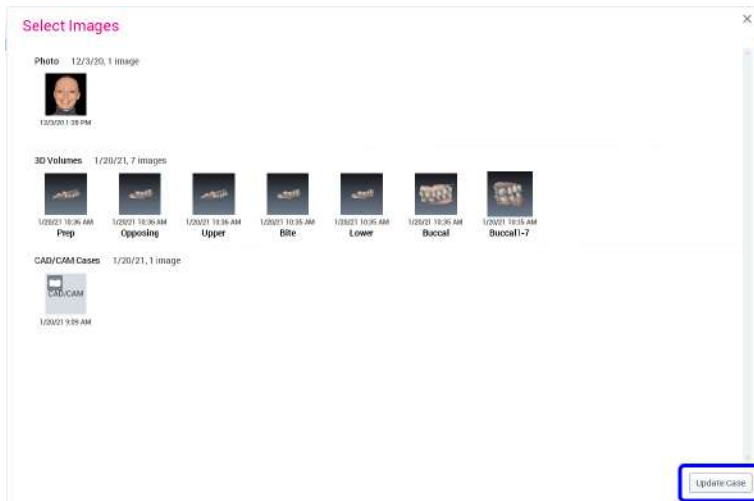 Select Images
Photo 12/3/20, 1 image
12/3/20 1:39 PM
3D Volumes 1/20/21, 7 images
1/20/21 10:36 AM 1/20/21 10:36 AM 1/20/21 10:36 AM 1/20/21 10:35 AM 1/20/21 10:35 AM 1/20/21 10:35 AM 1/20/21 10:35 AM
Prep Opposing Upper Bite Lower Buccal Buccal1-7
CAD/CAM Cases 1/20/21, 1 image
CAD/CAM
1/20/21 9:09 AM
Update Case